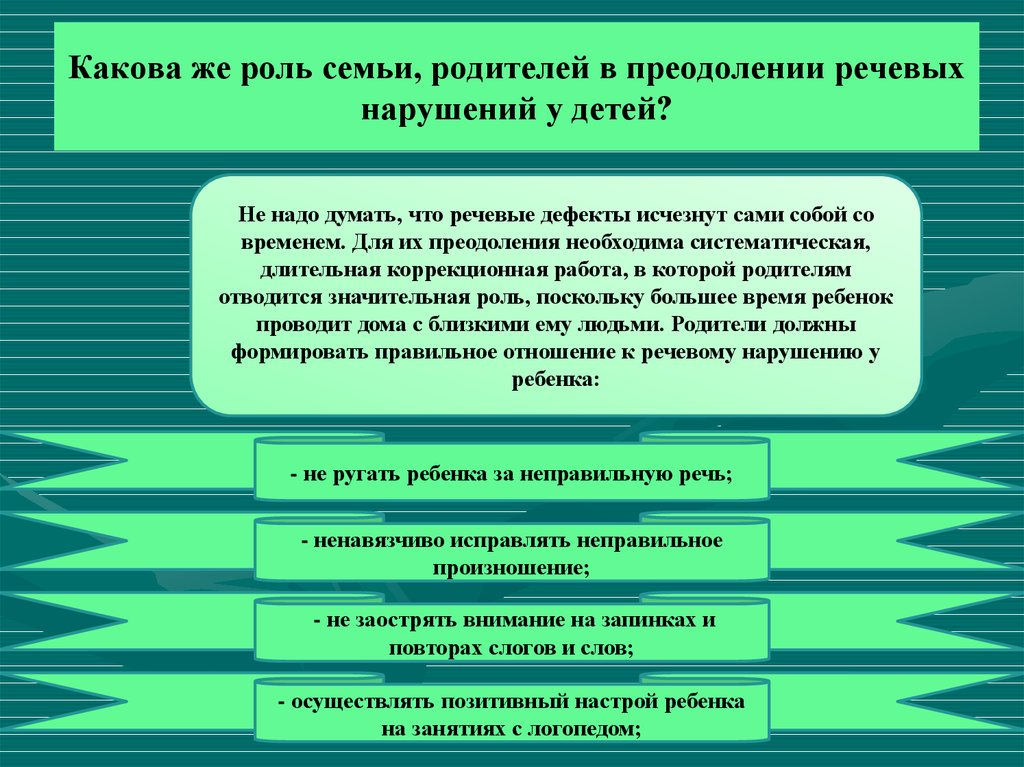 Какова же роль семьи, родителей в преодолении речевых
нарушений у детей?
Не надо думать, что речевые дефекты исчезнут сами собой со
временем. Для их преодоления необходима систематическая,
длительная коррекционная работа, в которой родителям
отводится значительная роль, поскольку большее время ребенок
проводит дома с близкими ему людьми. Родители должны
формировать правильное отношение к речевому нарушению у
ребенка:
- не ругать ребенка за неправильную речь;
- ненавязчиво исправлять неправильное
произношение;
- не заострять внимание на запинках и
повторах слогов и слов;
- осуществлять позитивный настрой ребенка
на занятиях с логопедом;